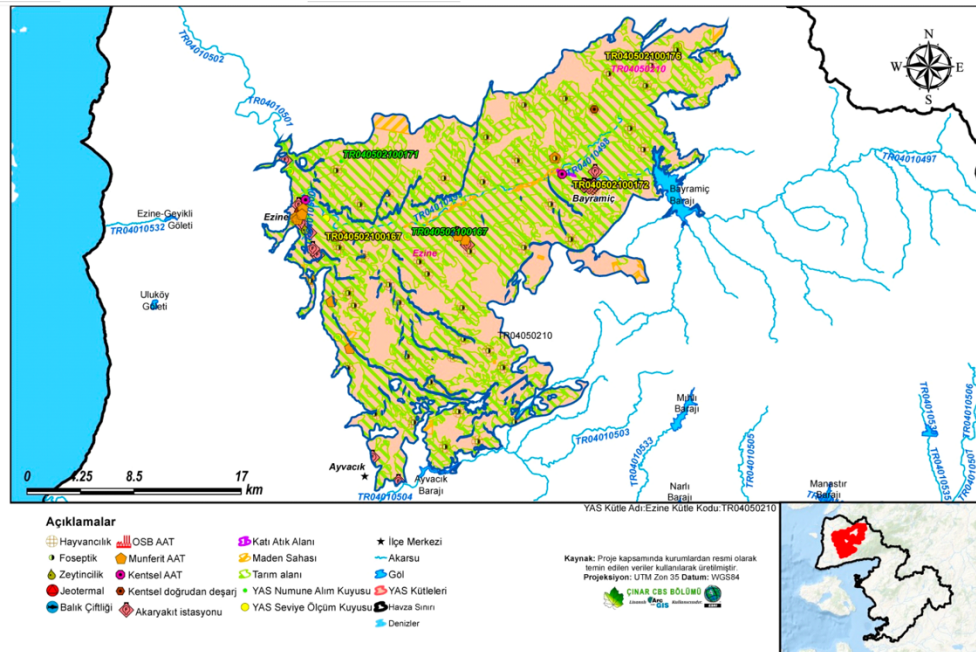 N
W E
S
TR04010502
TR04010501
TR040502100176
TR04050210
TR040502100171
TR04010498
TR04010497
TR040502100172
Bayramiç
Bayramiç
Barajı
Ezine-Geyikli
Göleti
TR04010532
Ezine
TR040502100167
TR040502100167
Ezine
Uluköy
Göleti
TR04050210
Mıhlı
Barajı
TR04010503
TR04010533
TR04010505
TR04010506
TR04010535
Ayvacık
Ayvacık
Barajı
TR04010504
Narlı
Barajı
Manastır
Barajı
0 4.25 8.5 17
km
YAS Kütle Adı:Ezine Kütle Kodu:TR04050210
Açıklamalar
Hayvancılık
Foseptik
Zeytincilik
Jeotermal
Balık Çiftliği
OSB AAT
Munferit AAT
Kentsel AAT
Kentsel doğrudan deşarj
Akaryakıt istasyonu
Katı Atık Alanı
Maden Sahası
Tarım alanı
YAS Numune Alım Kuyusu
YAS Seviye Ölçüm Kuyusu
İlçe Merkezi
Akarsu
Göl
YAS Kütleleri
Havza Sınırı
Denizler
Kaynak: Proje kapsamında kurumlardan resmi olarak
temin edilen veriler kullanılarak üretilmiştir.
Projeksiyon: UTM Zon 35 Datum: WGS84
ÇINAR CBS BÖLÜMÜ